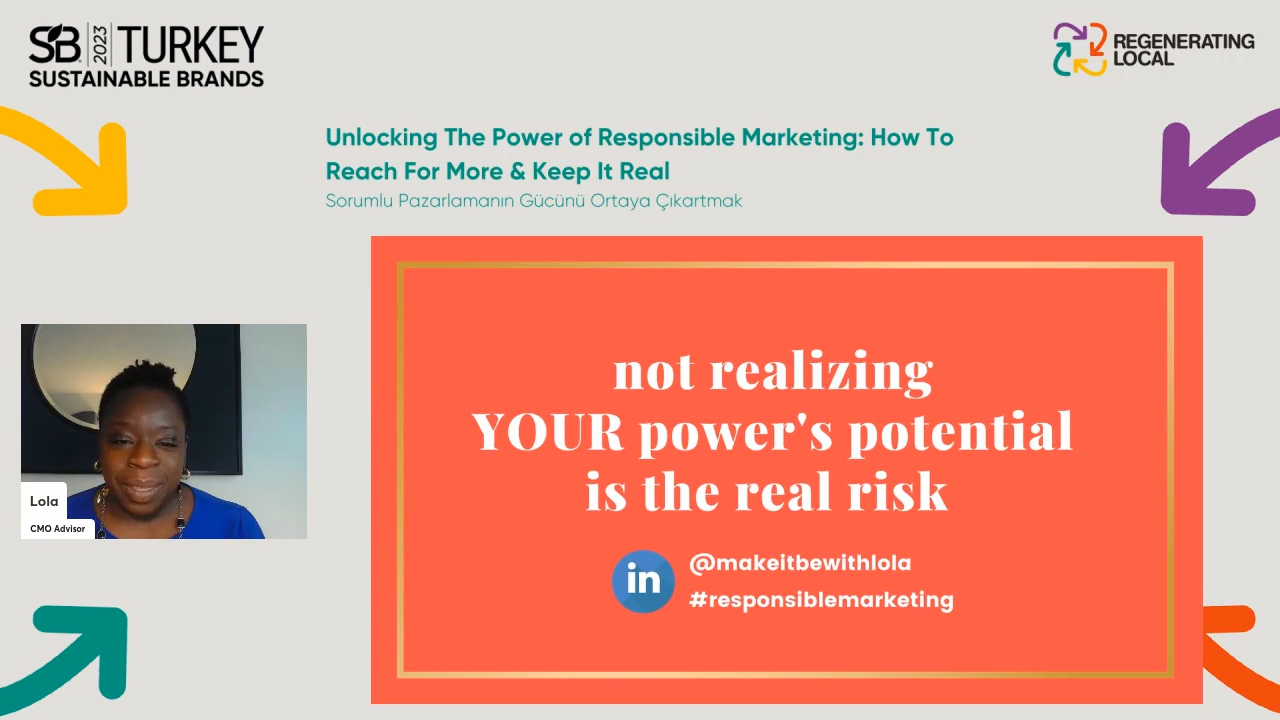 SB 2023 TURKEY
SUSTAINABLE BRANDS
REGENERATING
LOCAL
Unlocking The Power of Responsible Marketing: How To
Reach For More & Keep It Real
Sorumlu Pazarlamanın Gücünü Ortaya Çıkartmak
not realizing
YOUR power's potential
is the real risk
in
@makeitbewithlola
#responsiblemarketing
Lola
CMO Advisor